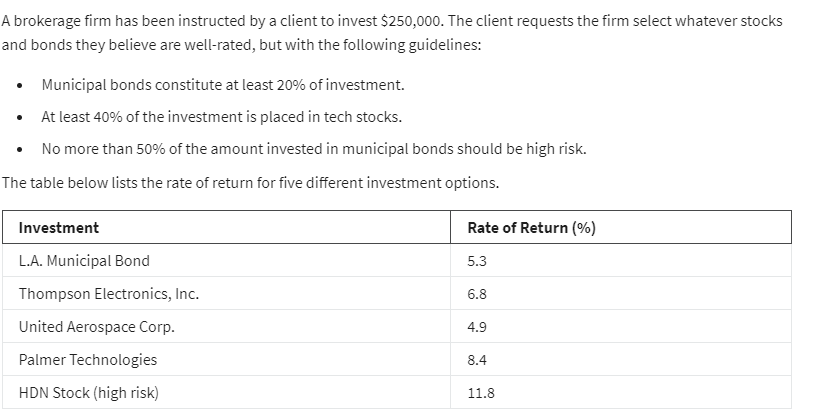 A brokerage firm has been instructed by a client to invest $250,000. The client requests the firm select whatever stocks
and bonds they believe are well-rated, but with the following guidelines:
• Municipal bonds constitute at least 20% of investment.
• At least 40% of the investment is placed in tech stocks.
• No more than 50% of the amount invested in municipal bonds should be high risk.
The table below lists the rate of return for five different investment options.
Investment Rate of Return (%)
L.A. Municipal Bond 5.3
Thompson Electronics, Inc. 6.8
United Aerospace Corp. 4.9
Palmer Technologies 8.4
HDN Stock (high risk) 11.8